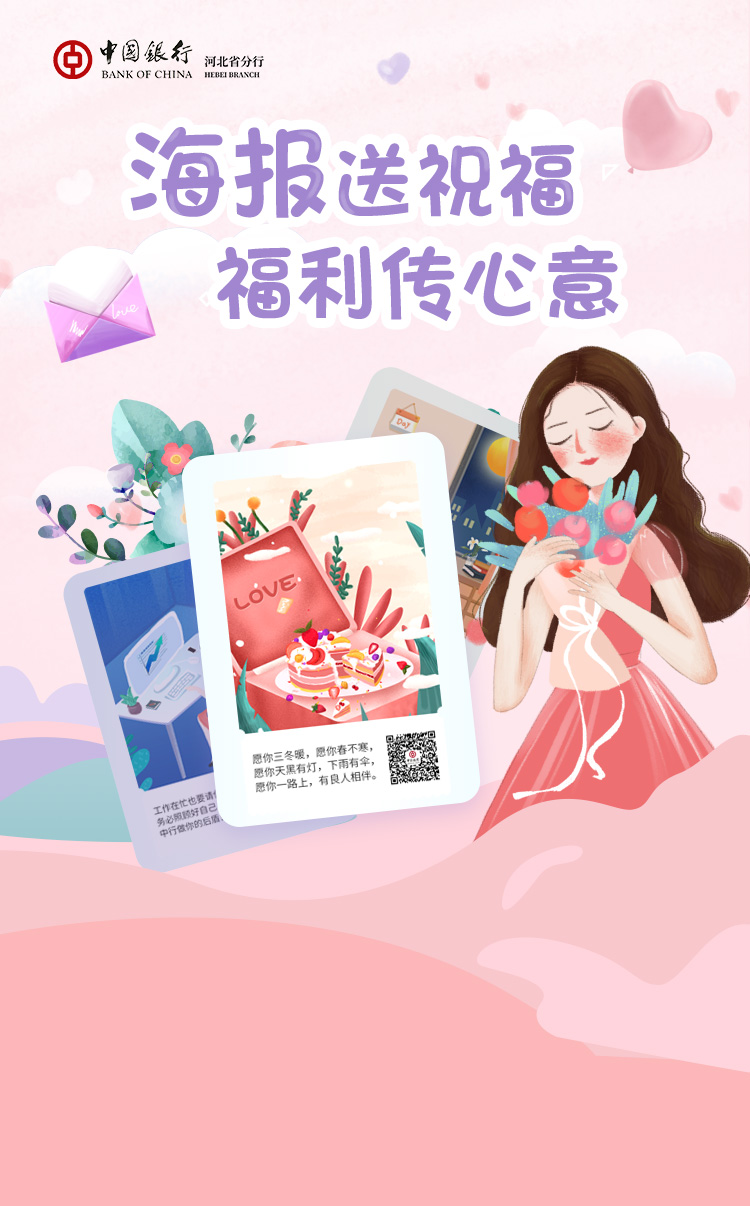 中国銀行 河北省分行
BANK OF CHINA HEBEI BRANCH
海报送祝福
福利传心意
love
Day
LOVE
愿你三冬暖，愿你春不寒，
愿你天黑有灯，下雨有伞，
愿你一路上，有良人相伴。
工作在忙也要请
务必照顾好自己
中行做你的后盾